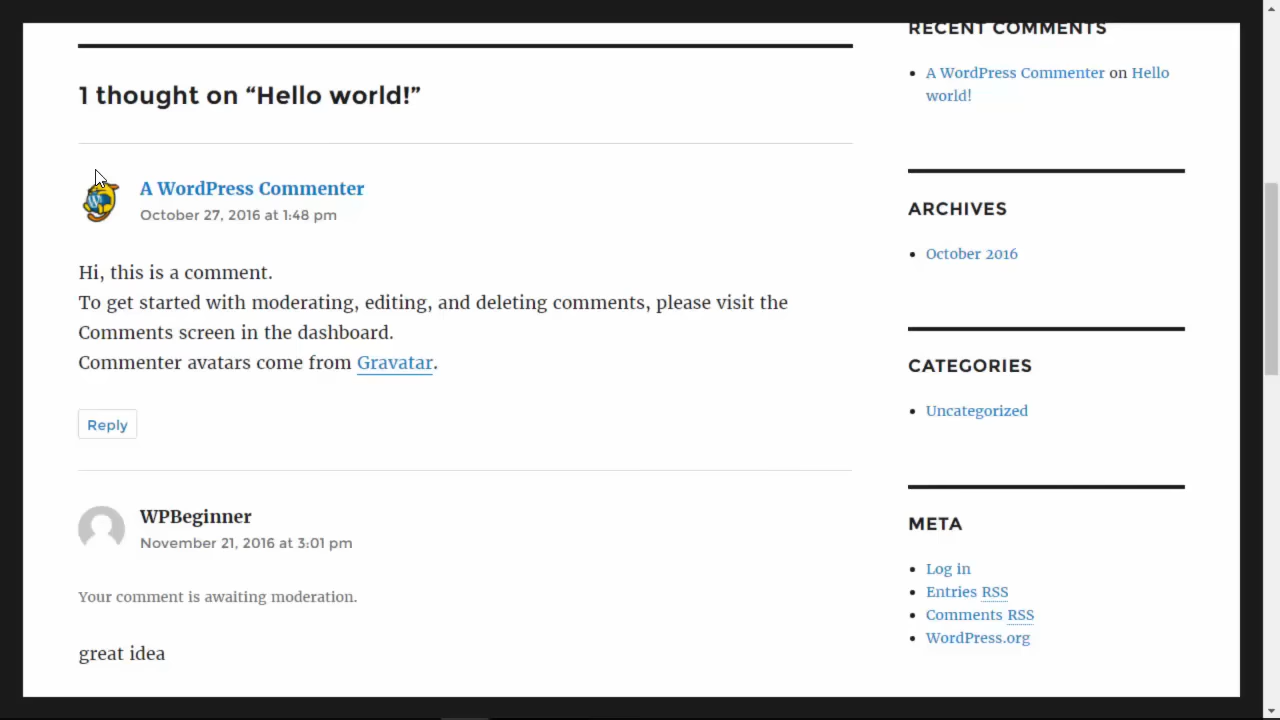 1 thought on “Hello world!”
A WordPress Commenter
October 27, 2016 at 1:48 pm
Hi, this is a comment.
To get started with moderating, editing, and deleting comments, please visit the
Comments screen in the dashboard.
Commenter avatars come from Gravatar.
Reply
WPBeginner
November 21, 2016 at 3:01 pm
Your comment is awaiting moderation.
great idea
RECENT COMMENTS
A WordPress Commenter on Hello
world!
ARCHIVES
October 2016
CATEGORIES
Uncategorized
META
Log in
Entries RSS
Comments RSS
WordPress.org